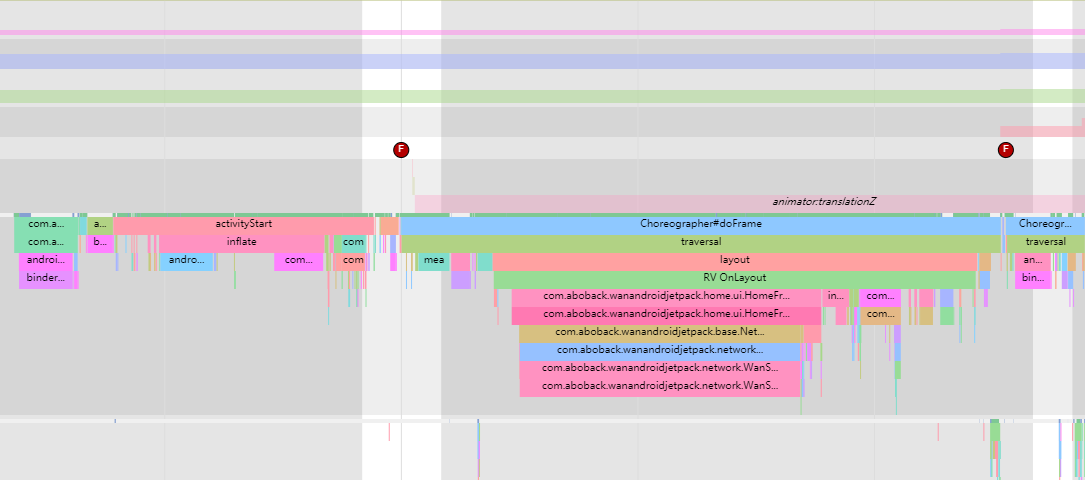 F
F
animator:translationZ
com.a... a... activityStart Choreographer#doFrame Choreogr...
com.a... b... inflate com traversal traversal
androi... andro... com... com mea layout an...
binder... RV OnLayout bin...
com.aboback.wanandroidjetpack.home.ui.HomeFr... in... com...
com.aboback.wanandroidjetpack.home.ui.HomeFr... com...
com.aboback.wanandroidjetpack.base.Net...
com.aboback.wanandroidjetpack.network...
com.aboback.wanandroidjetpack.network.WanS...
com.aboback.wanandroidjetpack.network.WanS...